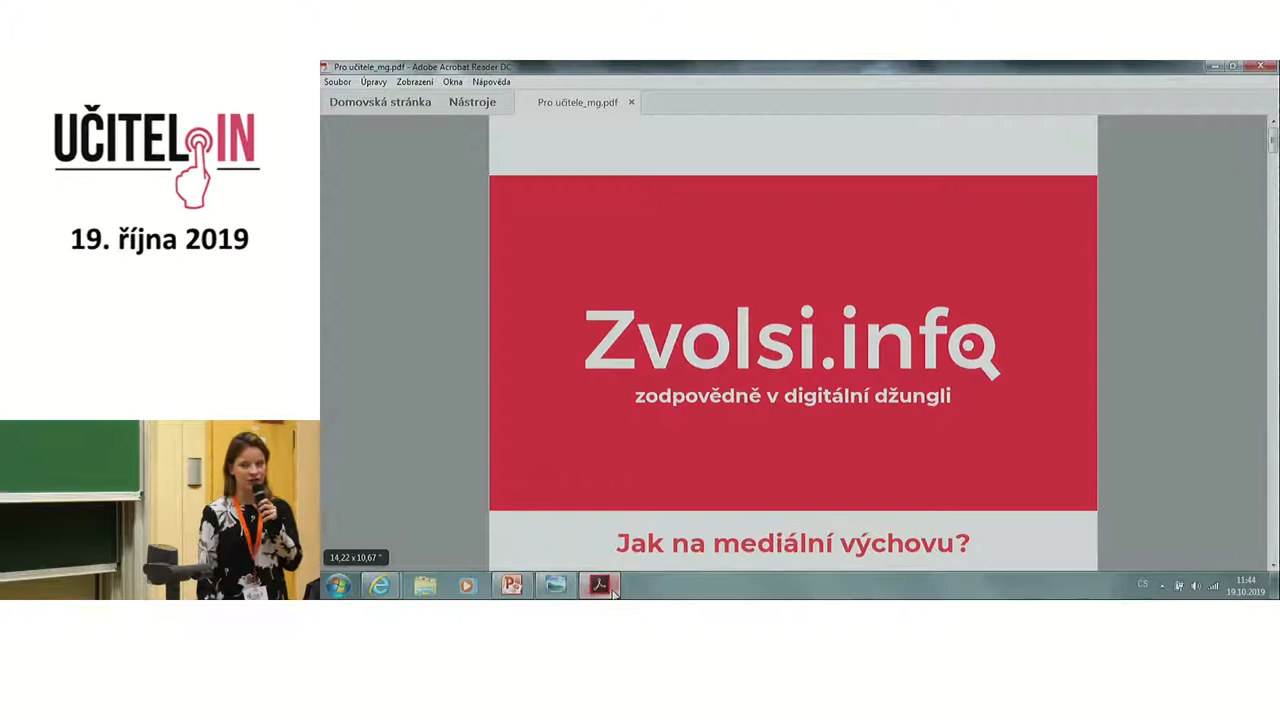 UČITEL IN
19. října 2019
Pro učitele_mg.pdf - Adobe Acrobat Reader DC
Soubor Úpravy Zobrazení Okna Nápověda
Domovská stránka Nástroje Pro učitele_mg.pdf ×
Zvolsi.info
zodpovědně v digitální džungli
Jak na mediální výchovu?
14,22 x 10,67 "
CS 11:44
19.10.2019